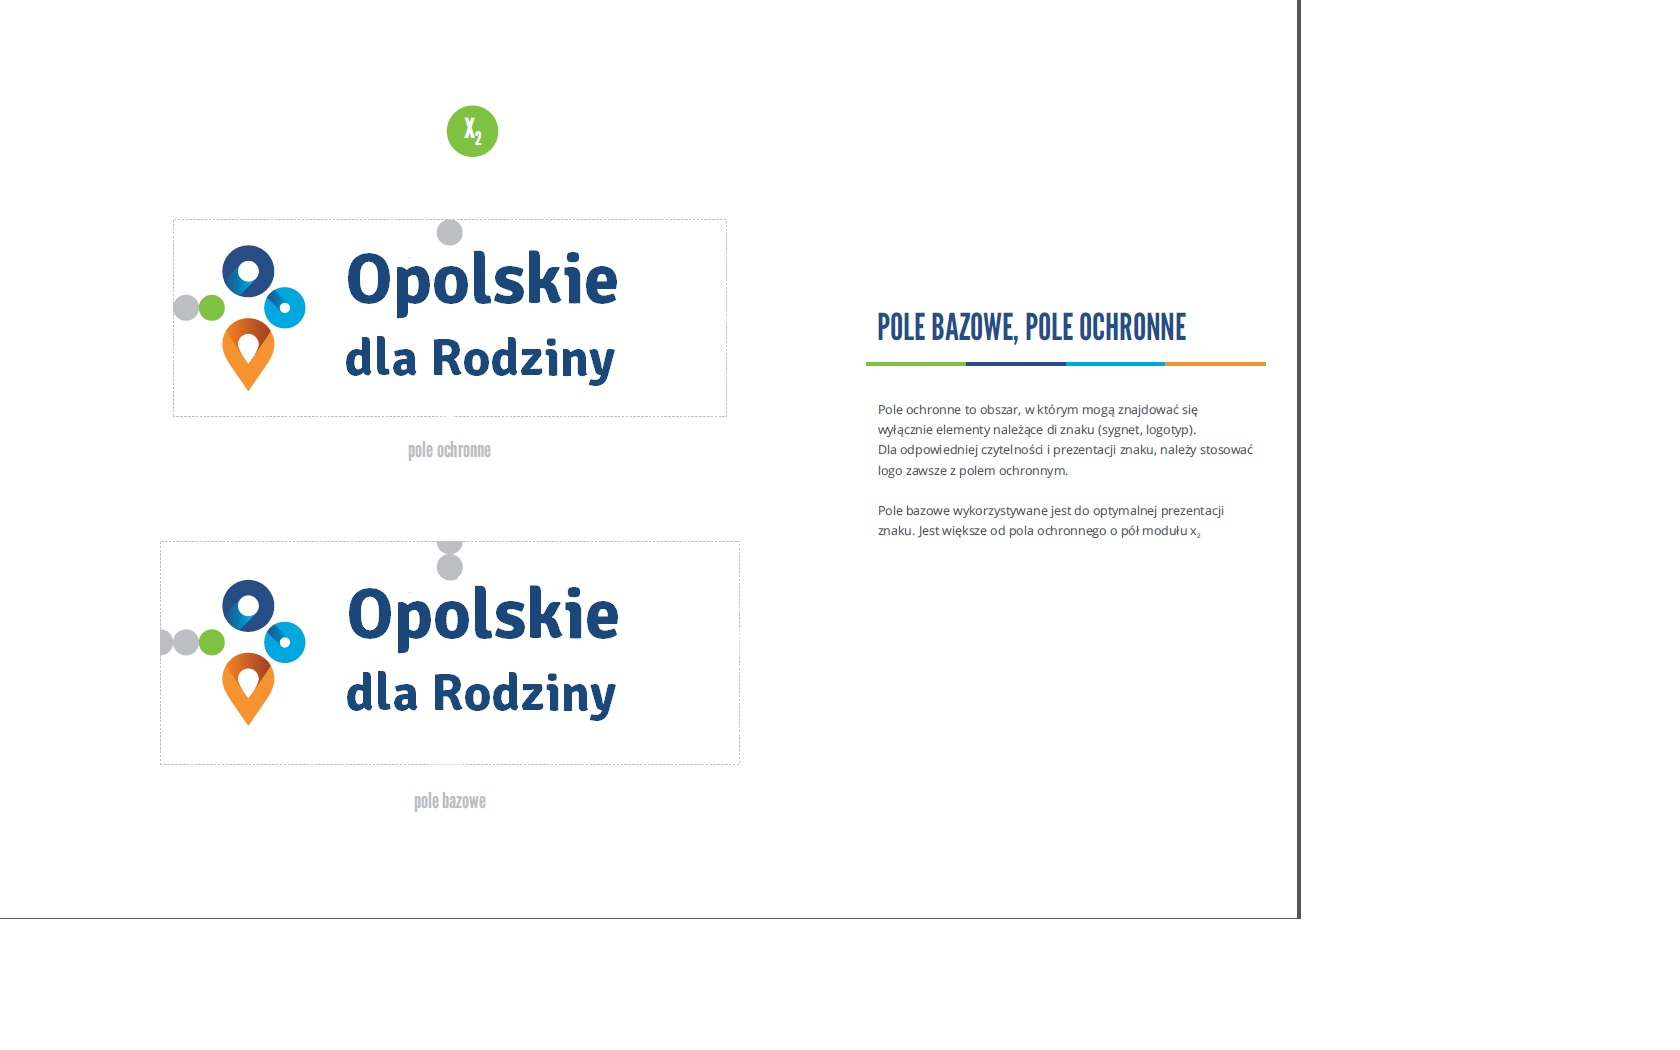 X₂
Opolskie
dla Rodziny
pole ochronne
Opolskie
dla Rodziny
pole bazowe
POLE BAZOWE, POLE OCHRONNE
Pole ochronne to obszar, w którym mogą znajdować się
wyłącznie elementy należące di znaku (sygnet, logotyp).
Dla odpowiedniej czytelności i prezentacji znaku, należy stosować
logo zawsze z polem ochronnym.
Pole bazowe wykorzystywane jest do optymalnej prezentacji
znaku. Jest większe od pola ochronnego o pół modułu x₂